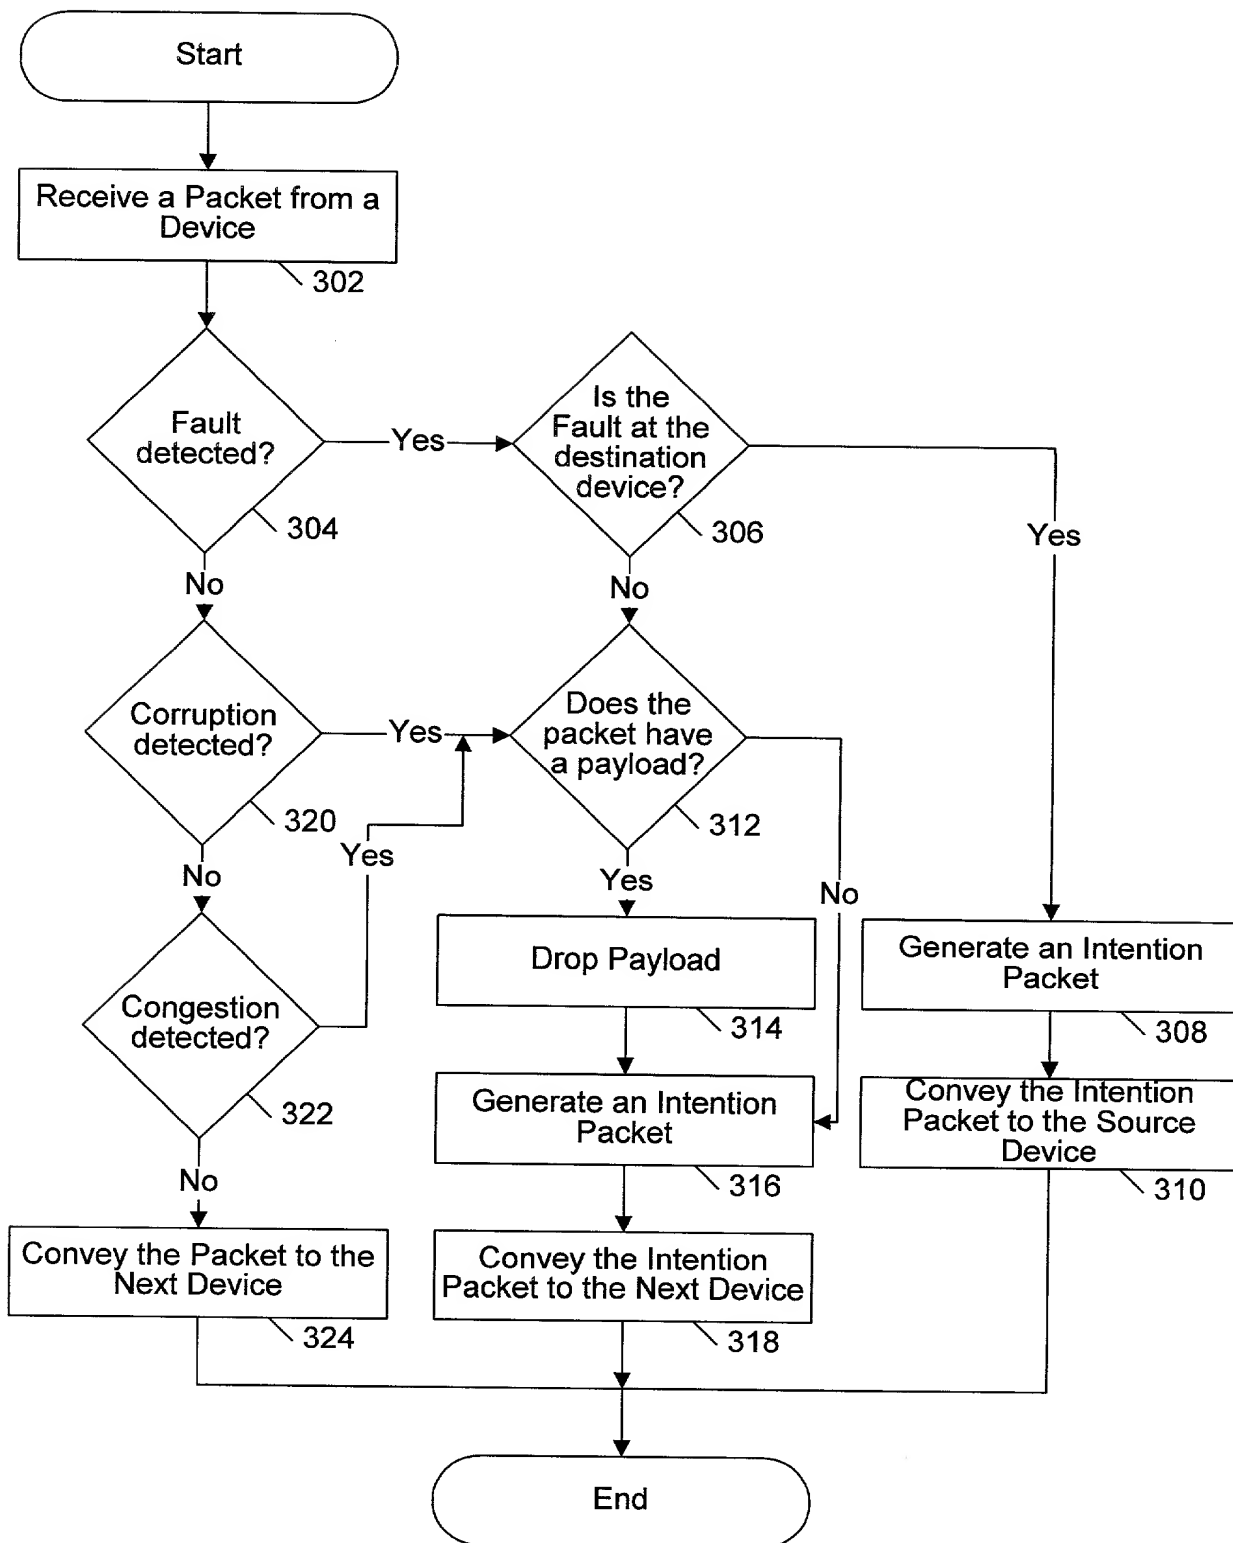 Start
Receive a Packet from a
Device
302
Fault
detected?
304
Yes
Is the
Fault at the
destination
device?
306
Yes
No
No
Corruption
detected?
320
Yes
Does the
packet have
a payload?
312
No
Yes
No
Yes
Congestion
detected?
322
Drop Payload
314
Generate an Intention
Packet
308
Generate an Intention
Packet
316
Convey the Intention
Packet to the Source
Device
310
No
Convey the Packet to the
Next Device
324
Convey the Intention
Packet to the Next Device
318
End